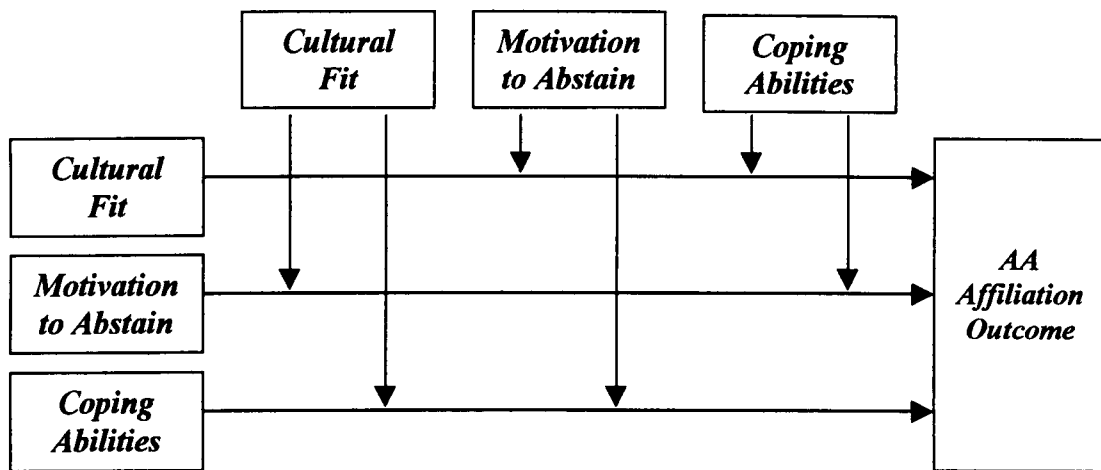 Cultural
Fit
Motivation
to Abstain
Coping
Abilities
Cultural
Fit
Motivation
to Abstain
Coping
Abilities
AA
Affiliation
Outcome